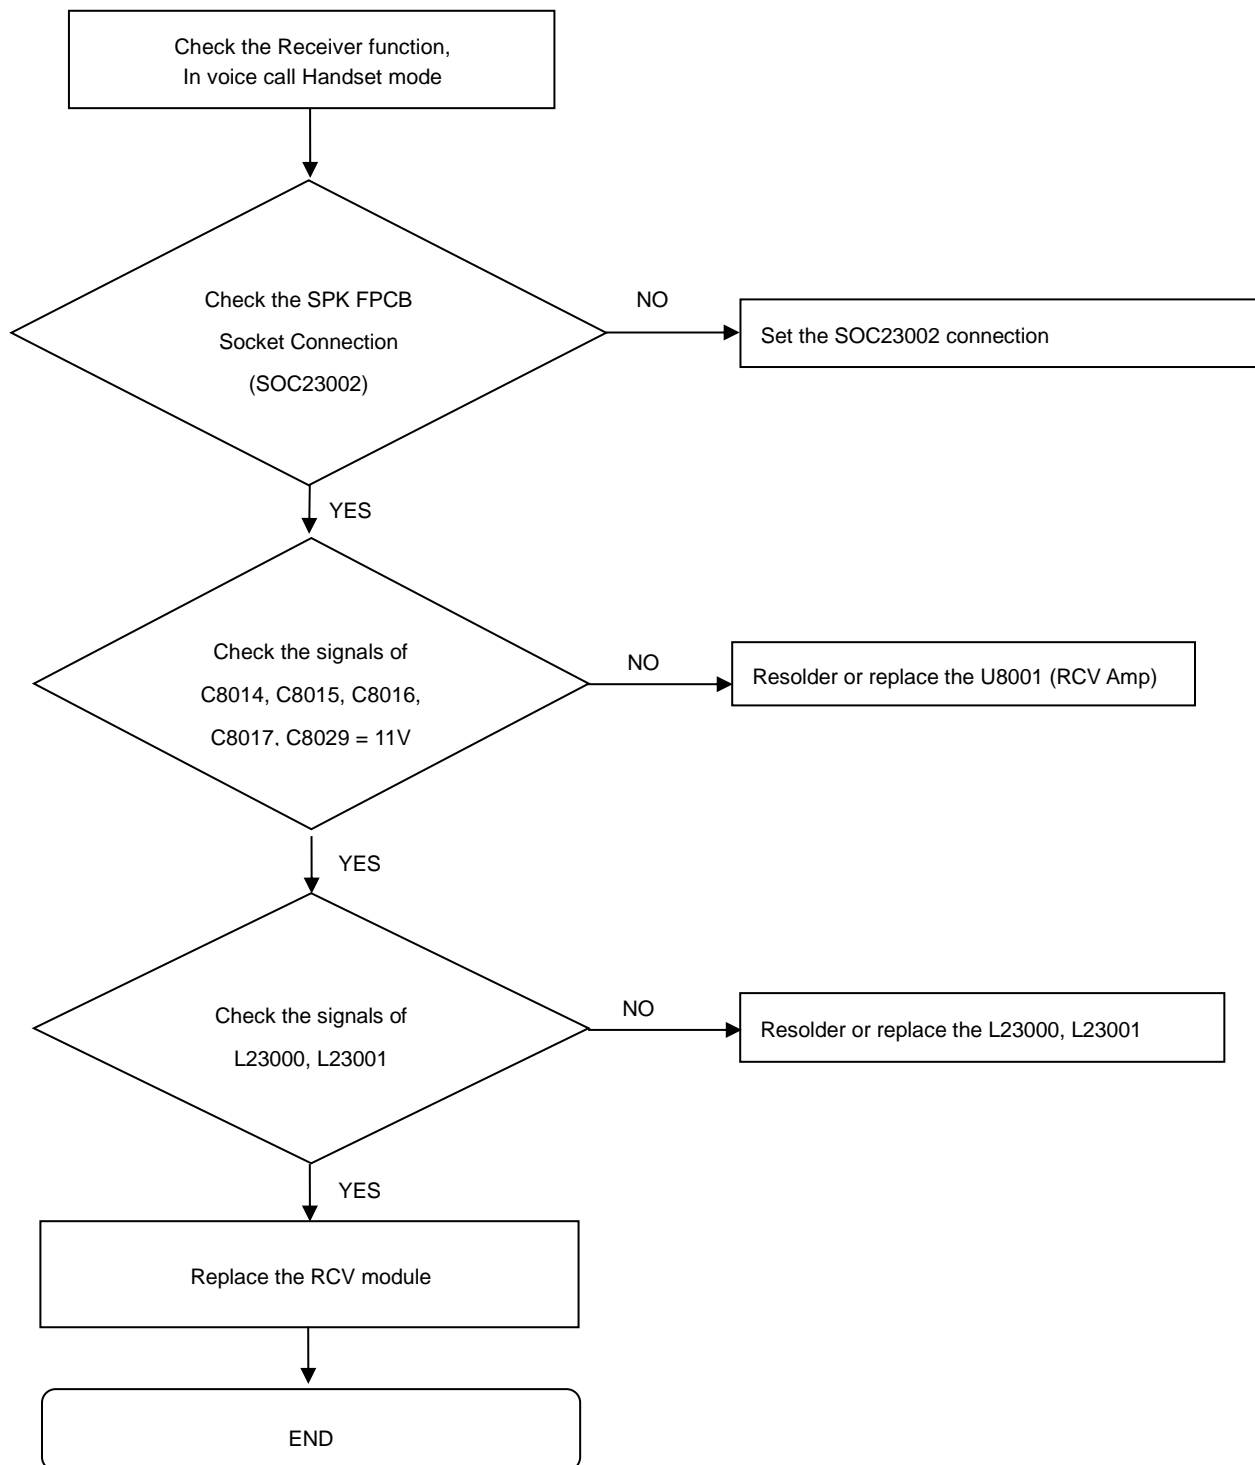 Check the Receiver function,
In voice call Handset mode
Check the SPK FPCB
Socket Connection
(SOC23002)
NO
Set the SOC23002 connection
YES
Check the signals of
C8014, C8015, C8016,
C8017, C8029 = 11V
NO
Resolder or replace the U8001 (RCV Amp)
YES
Check the signals of
L23000, L23001
NO
Resolder or replace the L23000, L23001
YES
Replace the RCV module
END